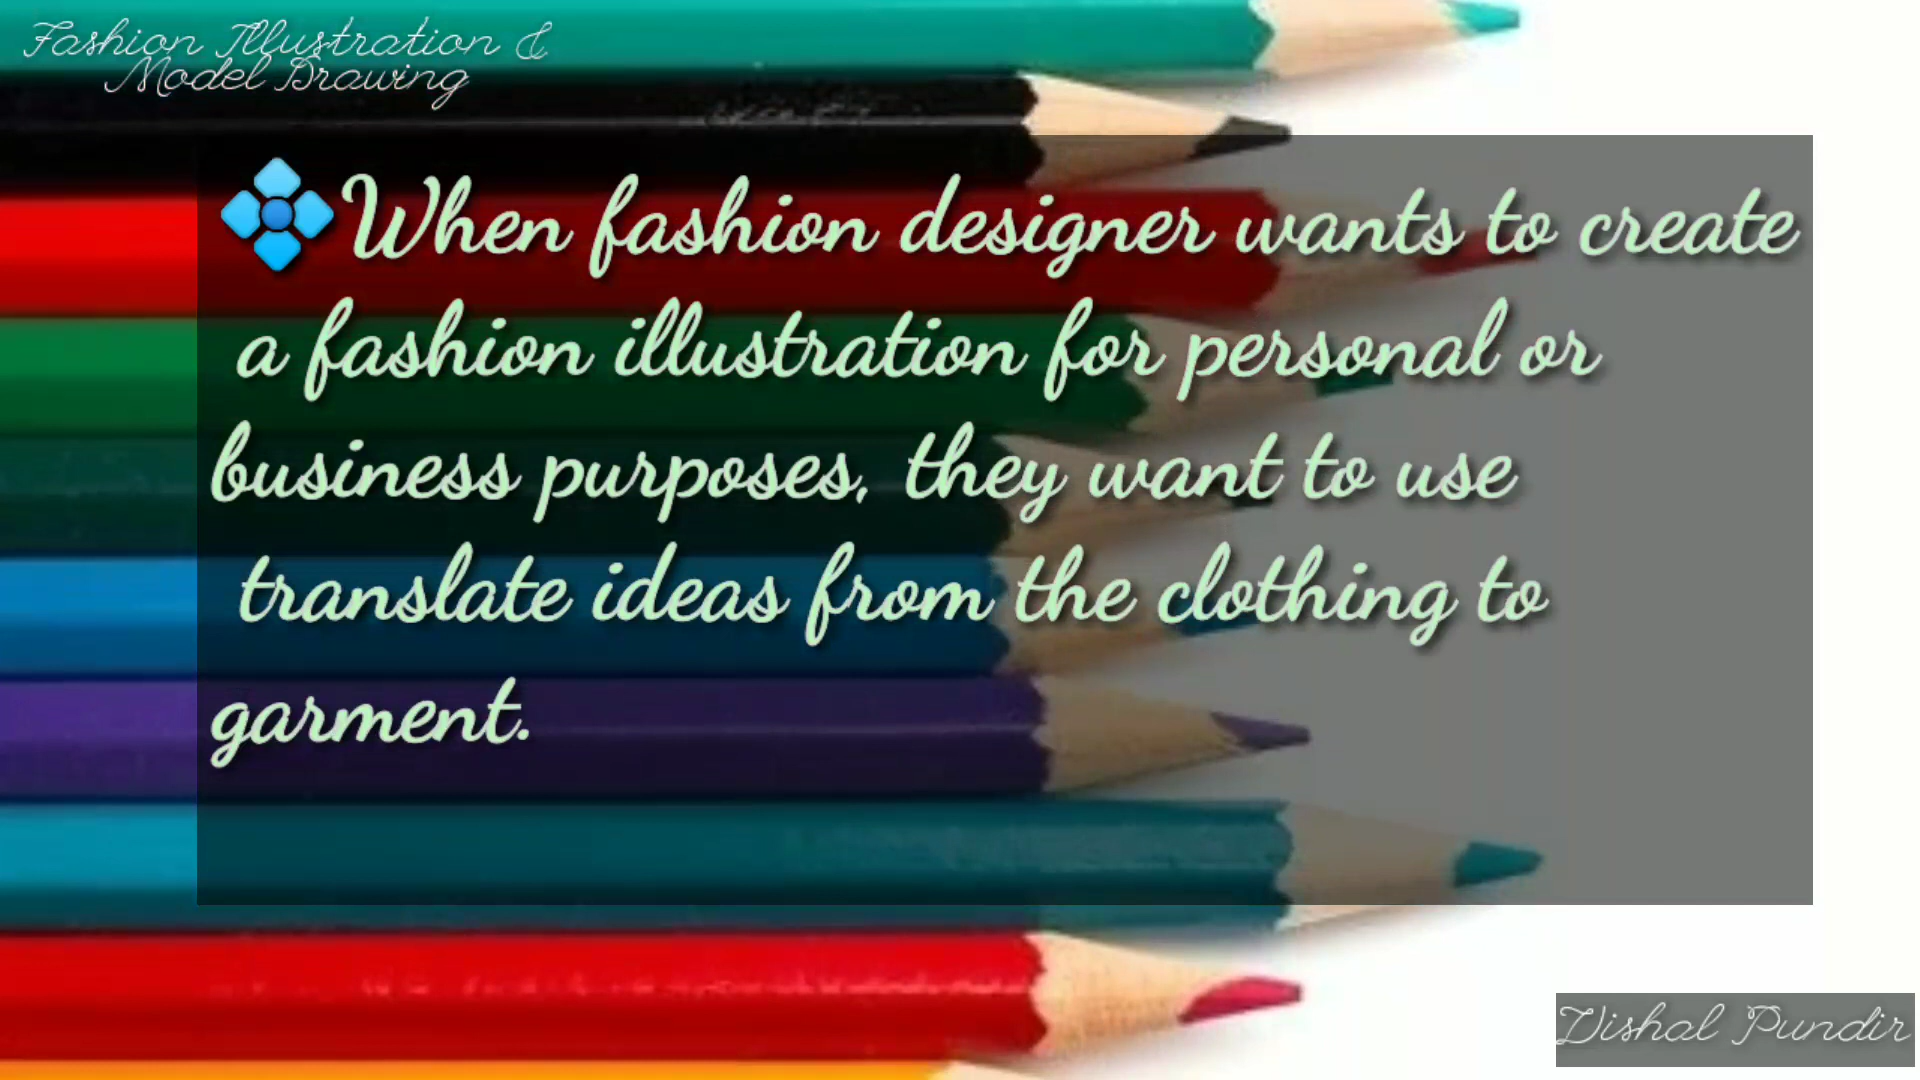 Fashion Illustration &
Model Drawing
💠When fashion designer wants to create
a fashion illustration for personal or
business purposes, they want to use
translate ideas from the clothing to
garment.
Vishal Pundir